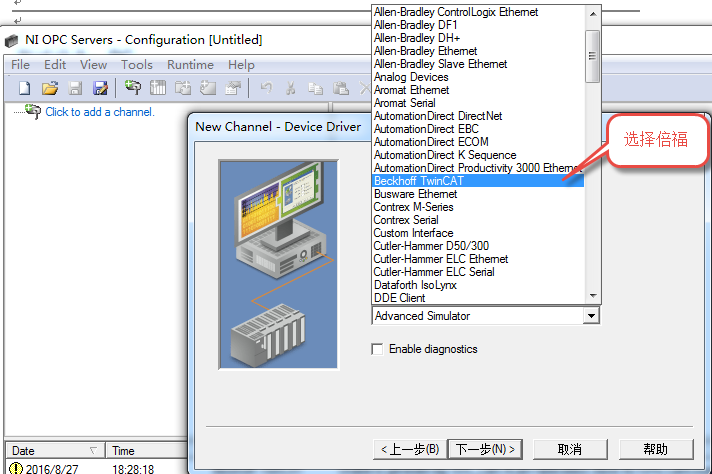 Allen-Bradley ControlLogix Ethernet
Allen-Bradley DF1
Allen-Bradley DH+
Allen-Bradley Ethernet
Allen-Bradley Slave Ethernet
Analog Devices
Aromat Ethernet
Aromat Serial
AutomationDirect DirectNet
AutomationDirect EBC
AutomationDirect ECOM
AutomationDirect K Sequence
AutomationDirect Productivity 3000 Ethernet
Beckhoff TwinCAT
Busware Ethernet
Contrex M-Series
Contrex Serial
Custom Interface
Cutler-Hammer D50/300
Cutler-Hammer ELC Ethernet
Cutler-Hammer ELC Serial
Dataforth IsoLynx
DDE Client
Advanced Simulator
Enable diagnostics
选择倍福
NI OPC Servers - Configuration [Untitled]
File Edit View Tools Runtime Help
Click to add a channel.
New Channel - Device Driver
<上一步(B) 下一步(N)> 取消 帮助
Date Time
2016/8/27 18:28:18